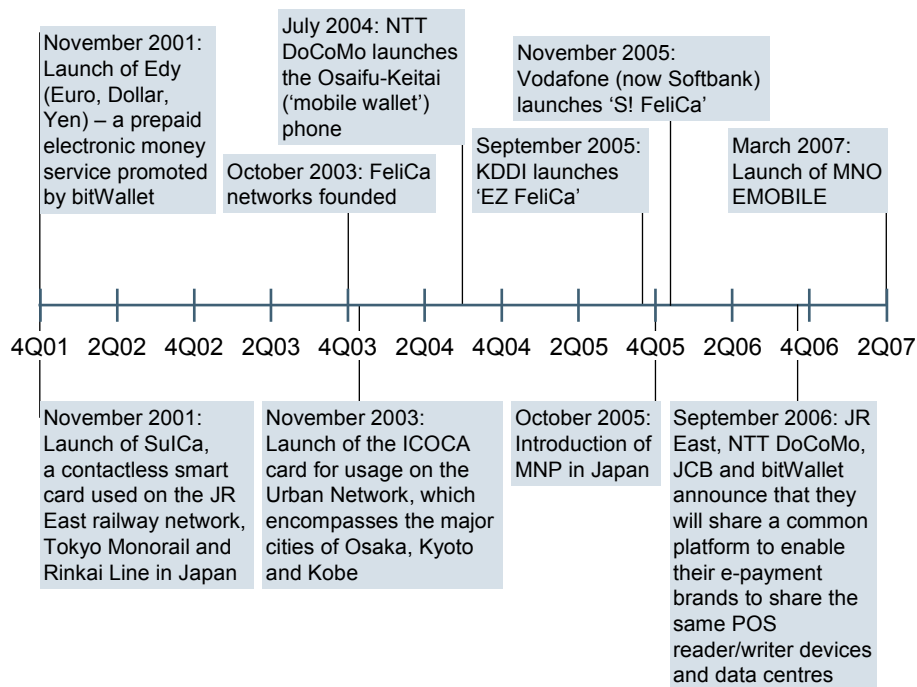 November 2001:
Launch of Edy
(Euro, Dollar,
Yen) – a prepaid
electronic money
service promoted
by bitWallet
October 2003: FeliCa
networks founded
July 2004: NTT
DoCoMo launches
the Osaifu-Keitai
(‘mobile wallet’)
phone
September 2005:
KDDI launches
‘EZ FeliCa’
November 2005:
Vodafone (now Softbank)
launches ‘S! FeliCa’
March 2007:
Launch of MNO
EMOBILE
4Q01 2Q02 4Q02 2Q03 4Q03 2Q04 4Q04 2Q05 4Q05 2Q06 4Q06 2Q07
November 2001:
Launch of SuICa,
a contactless smart
card used on the JR
East railway network,
Tokyo Monorail and
Rinkai Line in Japan
November 2003:
Launch of the ICOCA
card for usage on the
Urban Network, which
encompasses the major
cities of Osaka, Kyoto
and Kobe
October 2005:
Introduction of
MNP in Japan
September 2006: JR
East, NTT DoCoMo,
JCB and bitWallet
announce that they
will share a common
platform to enable
their e-payment
brands to share the
same POS
reader/writer devices
and data centres